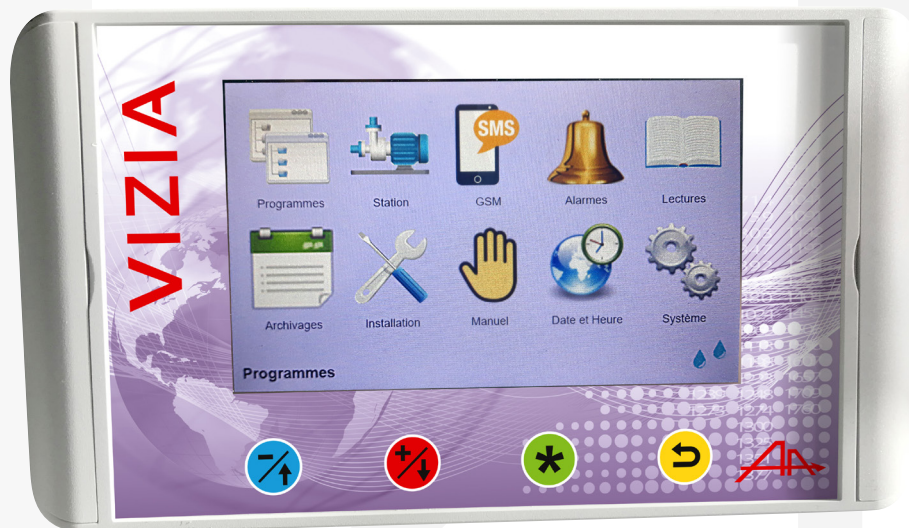 VIZIA
SMS
Programmes
Station
GSM
Alarmes
Lectures
Archivages
Installation
Manuel
Date et Heure
Système
Programmes